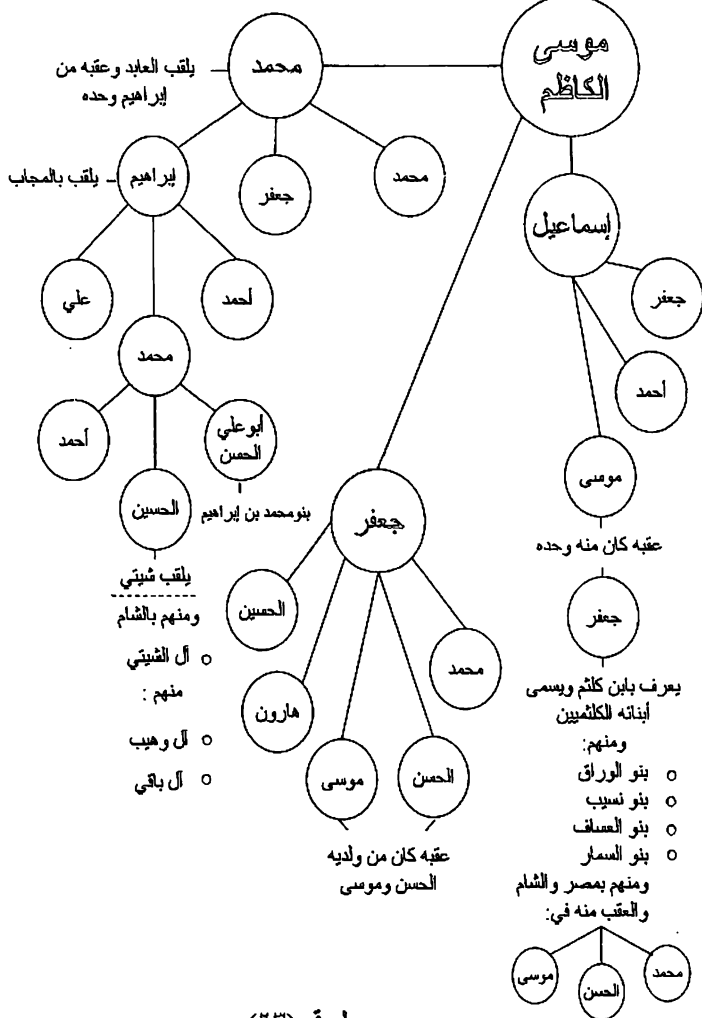 موسى
الكاظم
محمد
يلقب العابد وعقبه من
إبراهيم وحده
إبراهيم
يلقب بالمجاب
جعفر
محمد
علي
أحمد
محمد
أحمد
أبو علي
الحسن
بنو محمد بن إبراهيم
الحسين
يلقب شيتي
ومنهم بالشام
o آل الشيتي
منهم :
o آل وهيب
o آل باقي
إسماعيل
جعفر
أحمد
موسى
عقبه كان منه وحده
جعفر
يعرف بابن كلثم ويسمى
أبنائه الكلثميين
ومنهم:
o بنو الوراق
o بنو نسيب
o بنو العساف
o بنو السمار
ومنهم بمصر والشام
والعقب منه في:
محمد
الحسن
موسى
جعفر
محمد
الحسن
موسى
هارون
الحسين
عقبه كان من ولديه
الحسن وموسى
(٢٣)